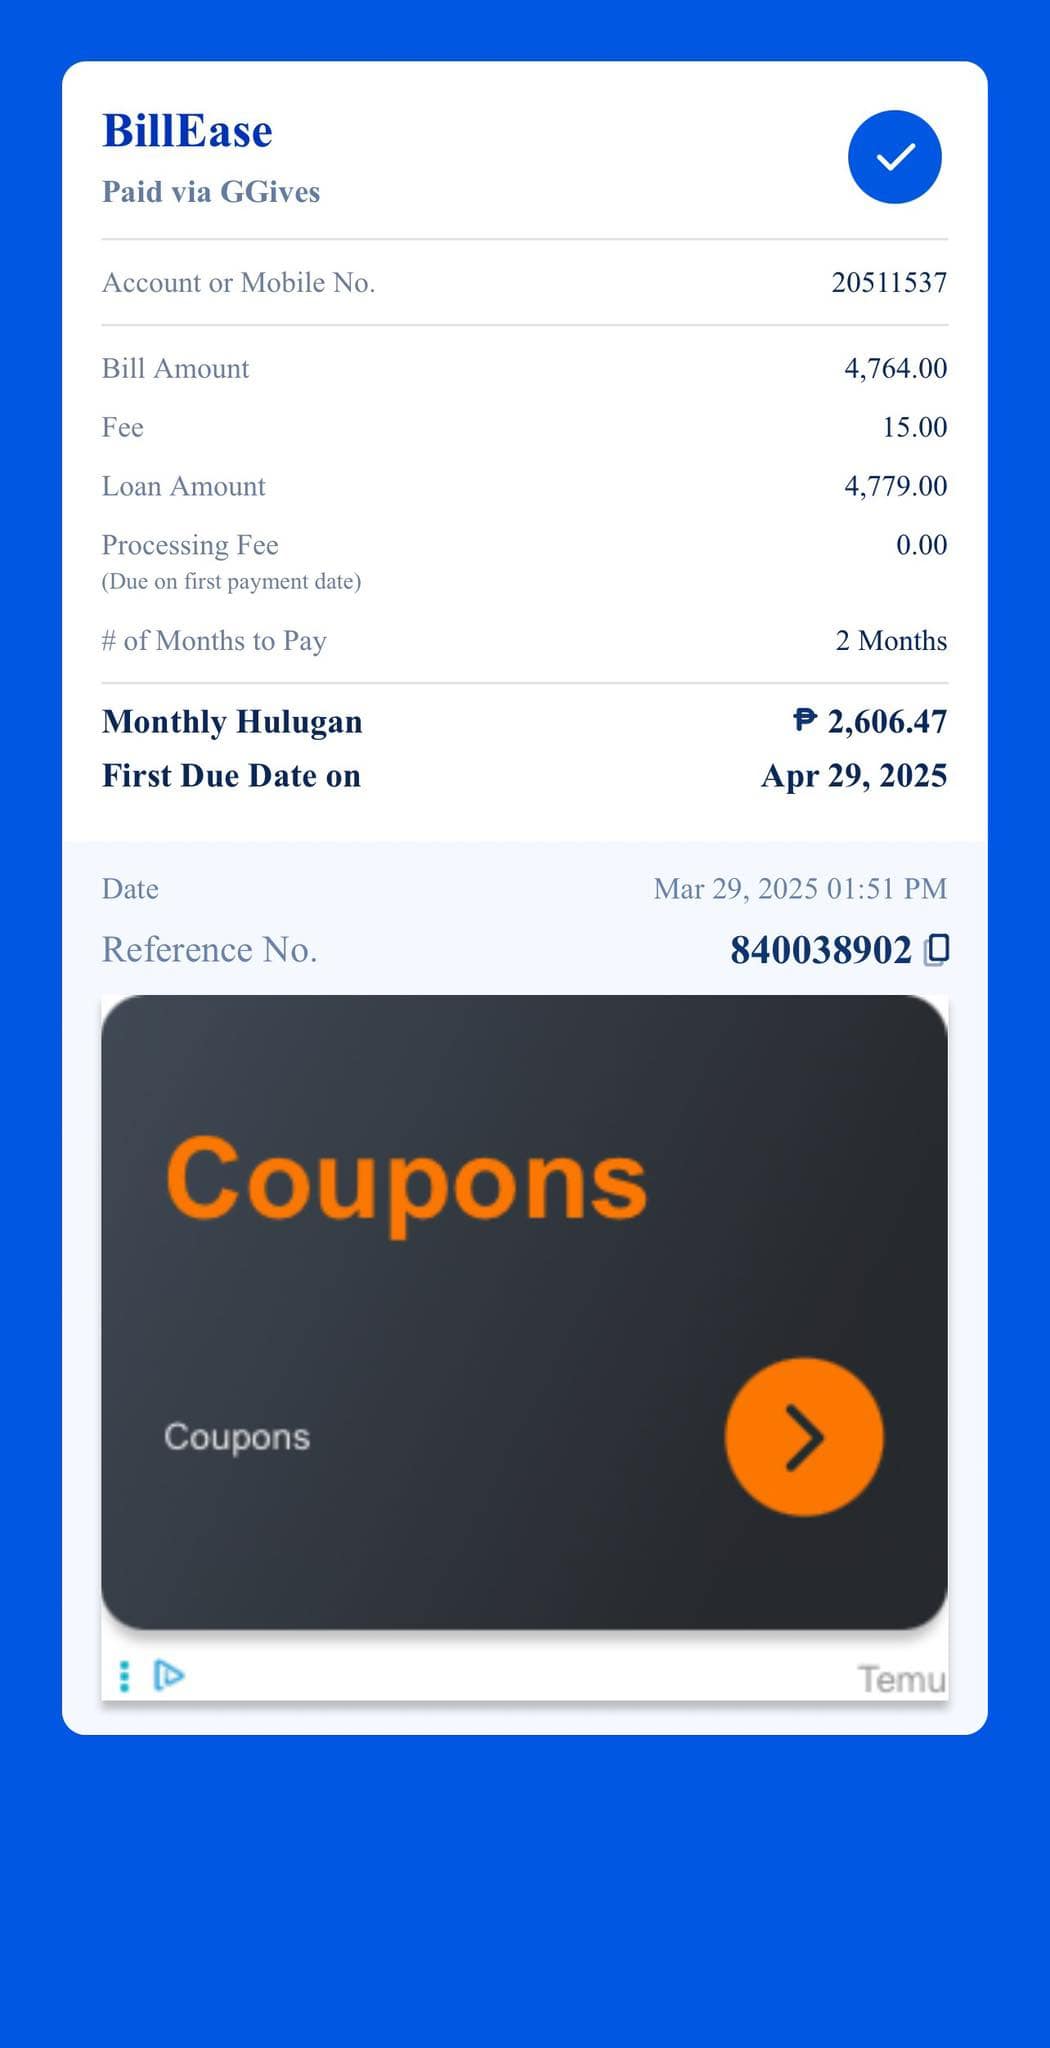 BillEase
Paid via GGives
Account or Mobile No. 20511537
Bill Amount 4,764.00
Fee 15.00
Loan Amount 4,779.00
Processing Fee 0.00
(Due on first payment date)
# of Months to Pay 2 Months
Monthly Hulugan ₱ 2,606.47
First Due Date on Apr 29, 2025
Date Mar 29, 2025 01:51 PM
Reference No. 840038902
Coupons
Coupons
Temu